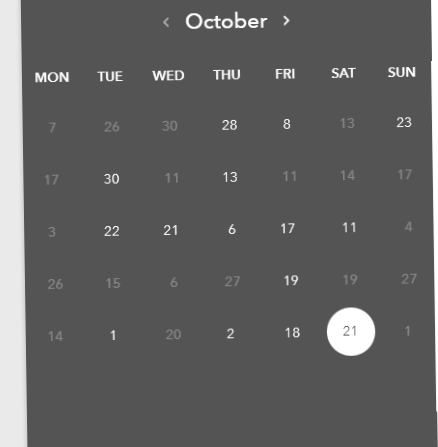 ‹ October ›
MON TUE WED THU FRI SAT SUN
7 26 30 28 8 13 23
17 30 11 13 11 14 17
3 22 21 6 17 11 4
26 15 6 27 19 19 27
14 1 20 2 18 21 1